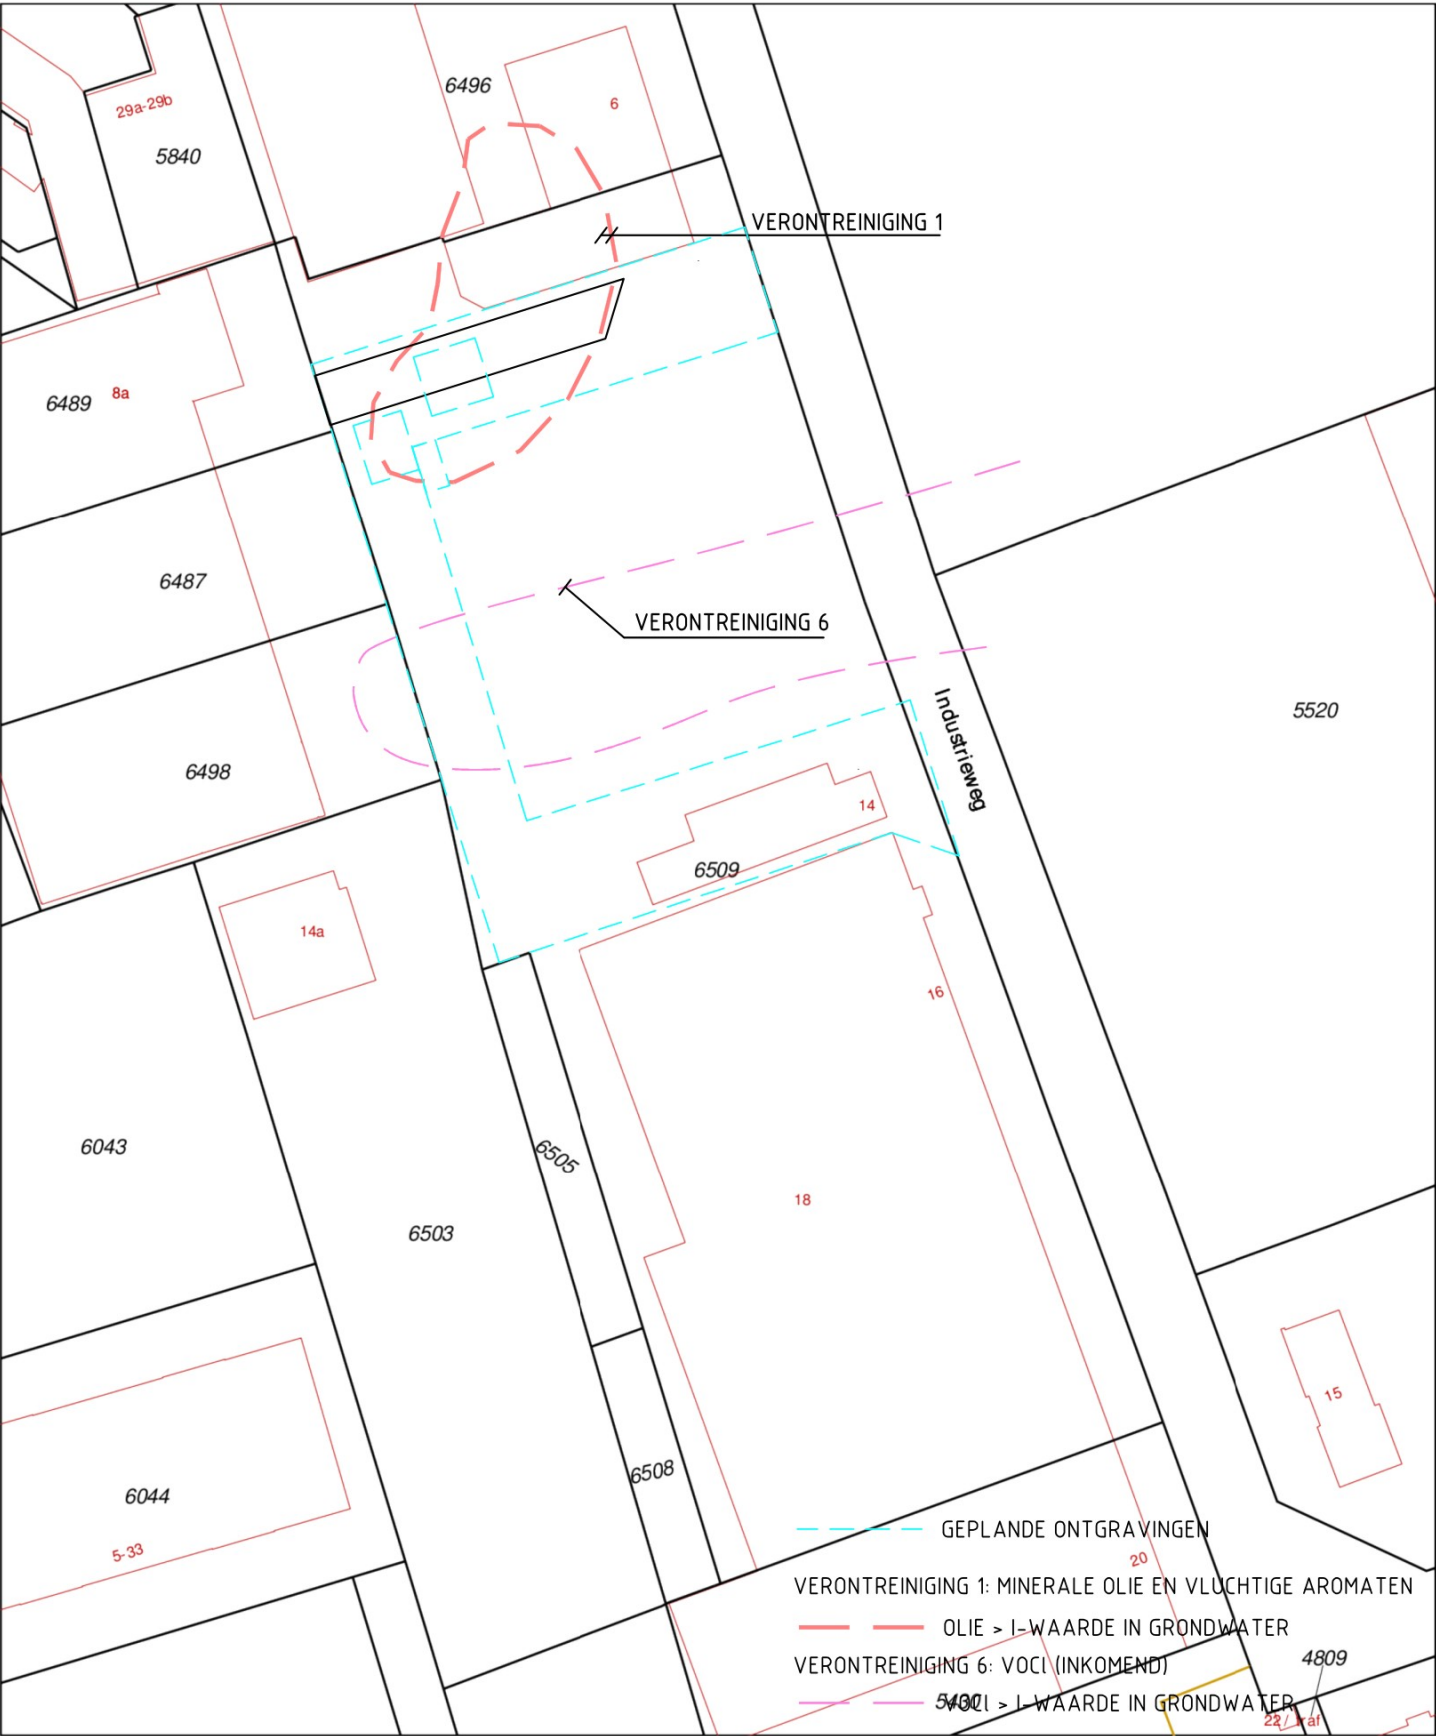 6496
6
29a-29b
5840
VERONTREINIGING 1
6489
8a
6487
VERONTREINIGING 6
Industrieweg
5520
6498
14
6509
14a
16
6043
6505
18
6503
15
6508
6044
5-33
GEPLANDE ONTGRAVINGEN
20
VERONTREINIGING 1: MINERALE OLIE EN VLUCHTIGE AROMATEN
OLIE > I-WAARDE IN GRONDWATER
4809
VERONTREINIGING 6: VOCl (INKOMEND)
VOCl > I-WAARDE IN GRONDWATER
22 / traf